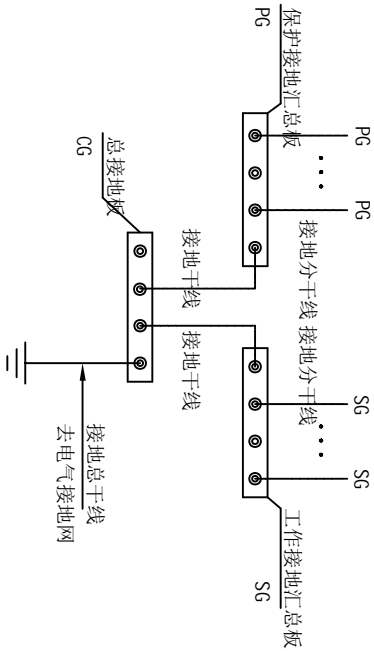 保护接地汇总板
PG
PG
PG
接地分干线
接地分干线
SG
SG
工作接地汇总板
SG
总接地板
CG
接地干线
接地干线
接地总干线
去电气接地网